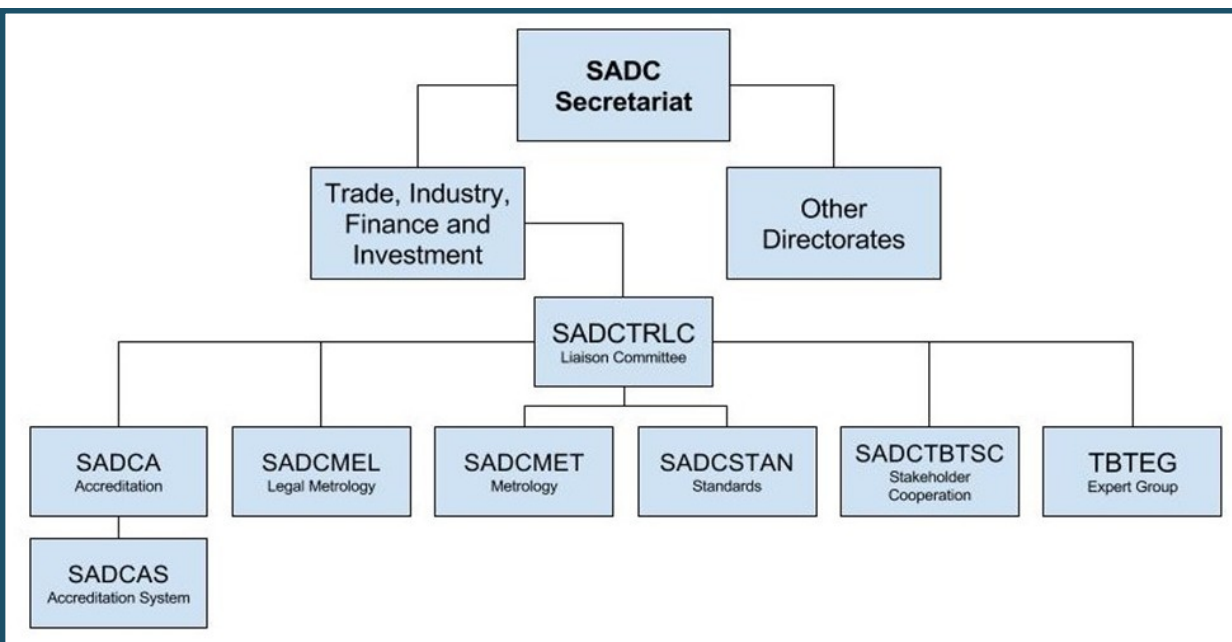 SADC
Secretariat
Trade, Industry,
Finance and
Investment
Other
Directorates
SADCTRLC
Liaison Committee
SADCA
Accreditation
SADCMEL
Legal Metrology
SADCMET
Metrology
SADCSTAN
Standards
SADCTBTSC
Stakeholder
Cooperation
TBTEG
Expert Group
SADCAS
Accreditation System